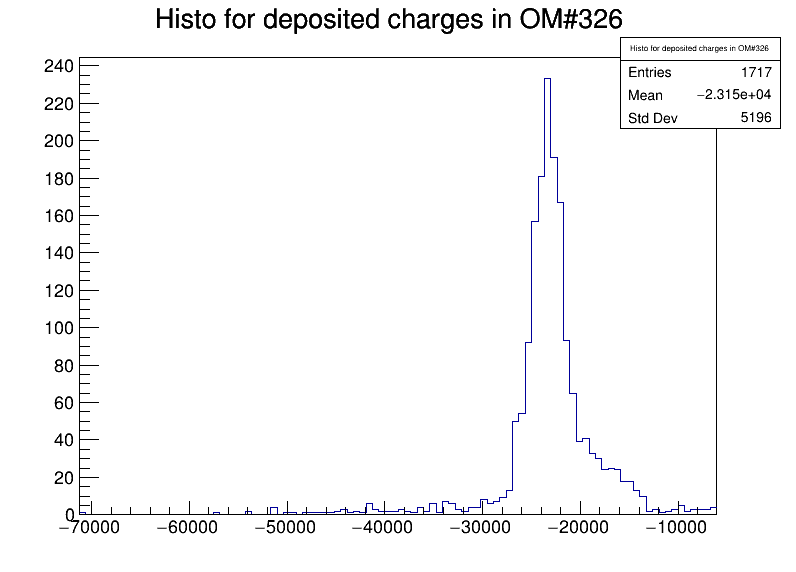 Histo for deposited charges in OM#326
Histo for deposited charges in OM#326
Entries 1717
Mean −2.315e+04
Std Dev 5196
240
220
200
180
160
140
120
100
80
60
40
20
0
−70000 −60000 −50000 −40000 −30000 −20000 −10000